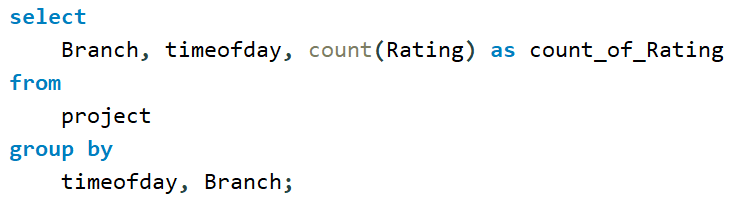 select
Branch, timeofday, count(Rating) as count_of_Rating
from
project
group by
timeofday, Branch;